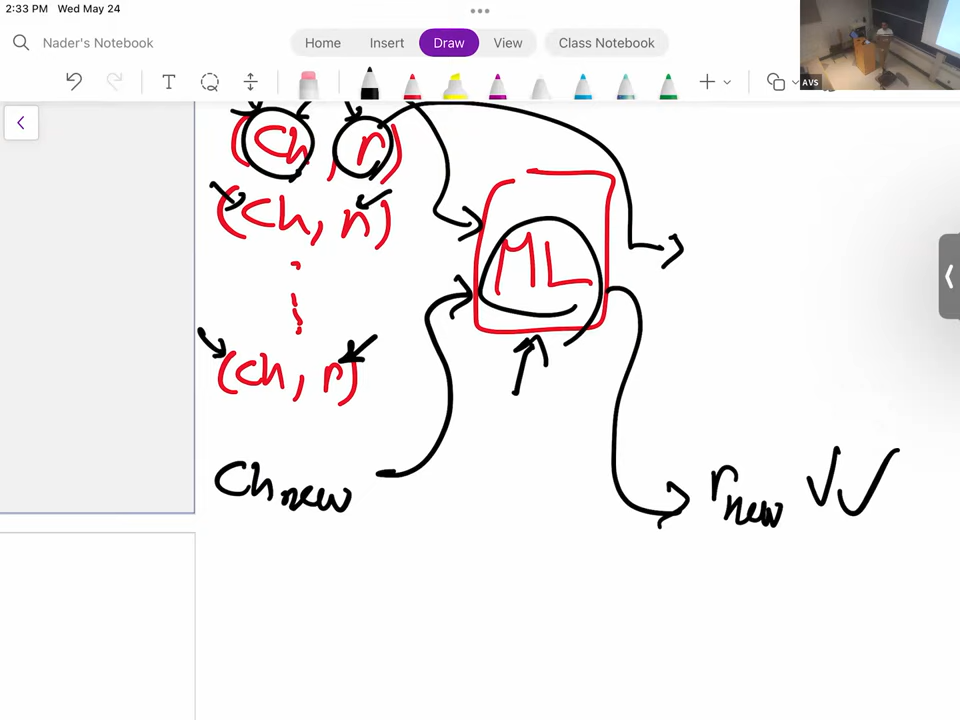 2:33 PM Wed May 24
Nader's Notebook
Home Insert Draw View Class Notebook
T
AVS
(Ch, r)
(Ch, r)
ML
(Ch, r)
Ch new
r new